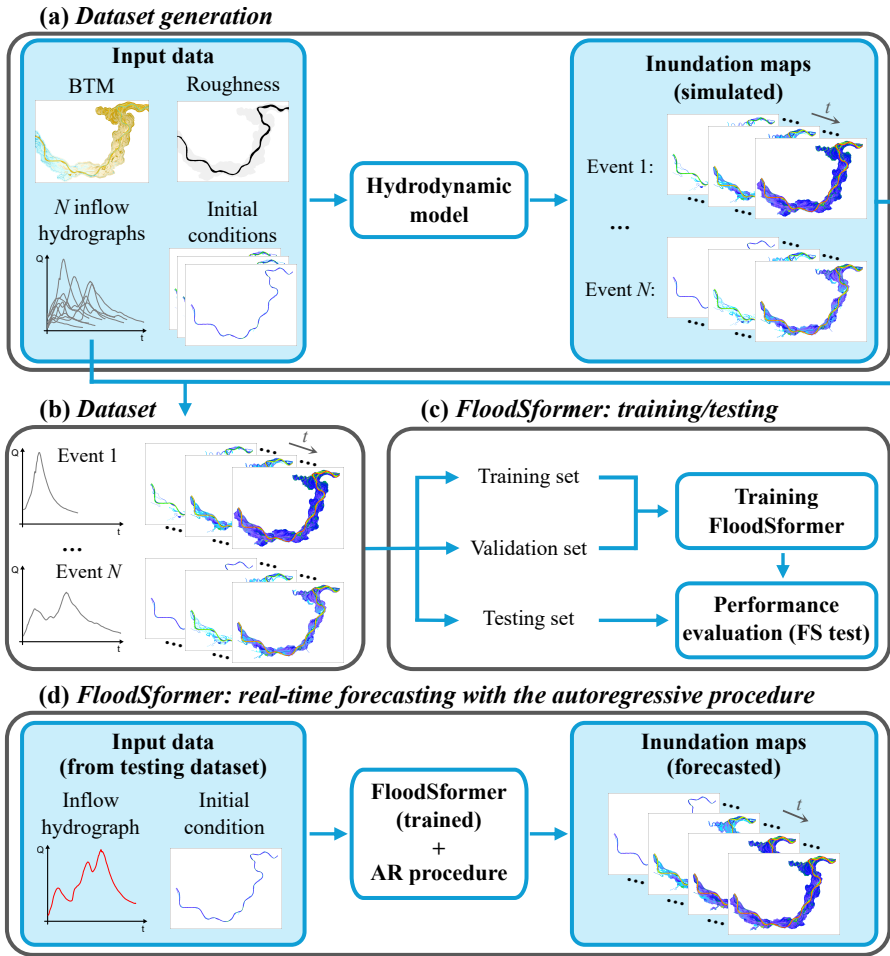 (a) Dataset generation
Input data
BTM
Roughness
N inflow
hydrographs
Initial
conditions
Q
t
Hydrodynamic
model
Inundation maps
(simulated)
t
Event 1:
...
Event N:
(b) Dataset
Q
Event 1
t
t
...
Q
Event N
t
(c) FloodSformer: training/testing
Training set
Validation set
Testing set
Training
FloodSformer
Performance
evaluation (FS test)
(d) FloodSformer: real-time forecasting with the autoregressive procedure
Input data
(from testing dataset)
Inflow
hydrograph
Initial
condition
Q
t
FloodSformer
(trained)
+
AR procedure
Inundation maps
(forecasted)
t